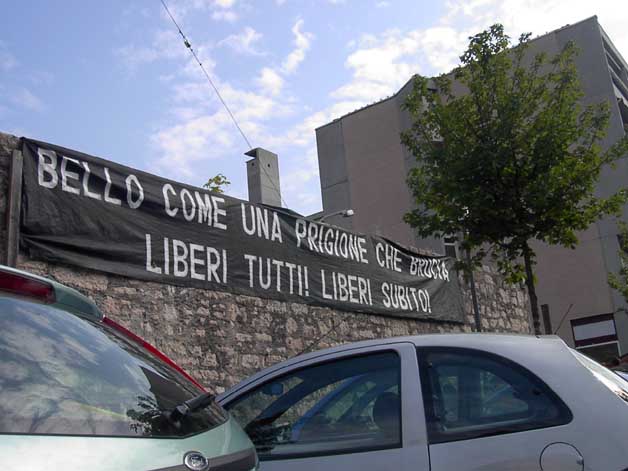 BELLO COME UNA PRIGIONE CHE BRUCIA
LIBERI TUTTI! LIBERI SUBITO!